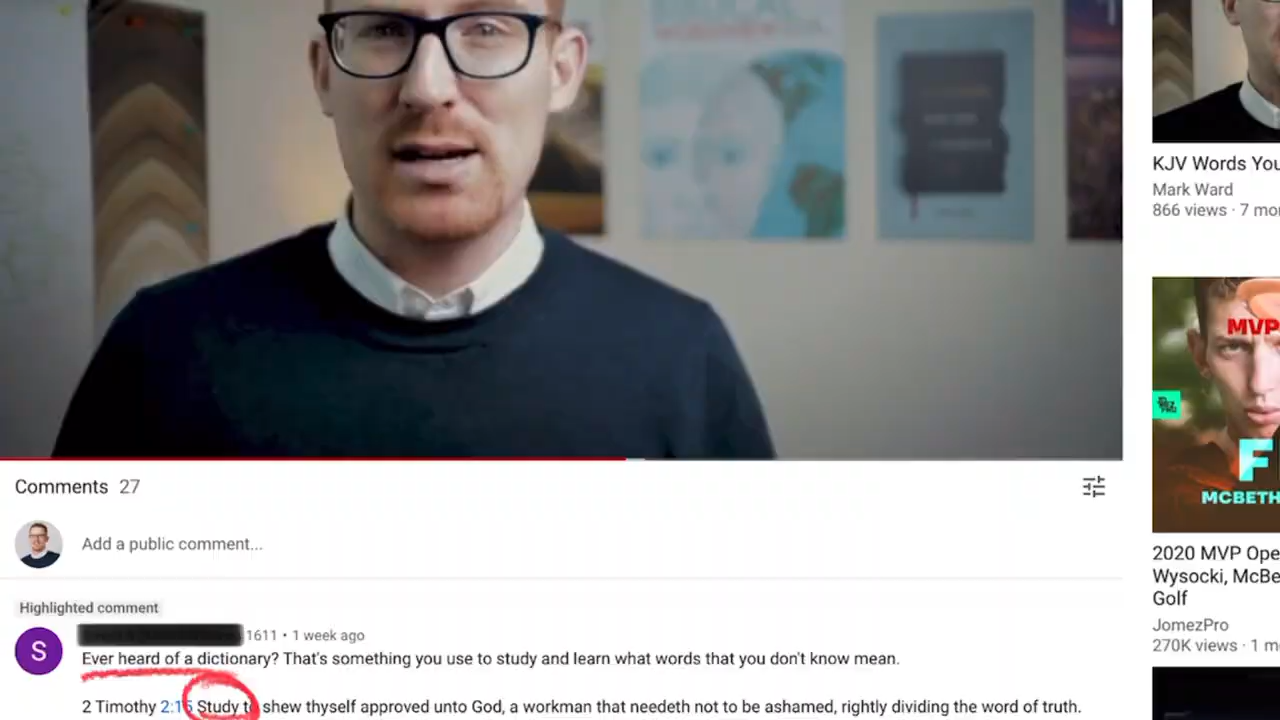 KJV Words You
Mark Ward
866 views · 7 mo
MVP
F
MCBETH
2020 MVP Ope
Wysocki, McBe
Golf
JomezPro
270K views · 1 m
Comments 27
Add a public comment...
Highlighted comment
1611 • 1 week ago
S
Ever heard of a dictionary? That's something you use to study and learn what words that you don't know mean.
2 Timothy 2:15 Study to shew thyself approved unto God, a workman that needeth not to be ashamed, rightly dividing the word of truth.